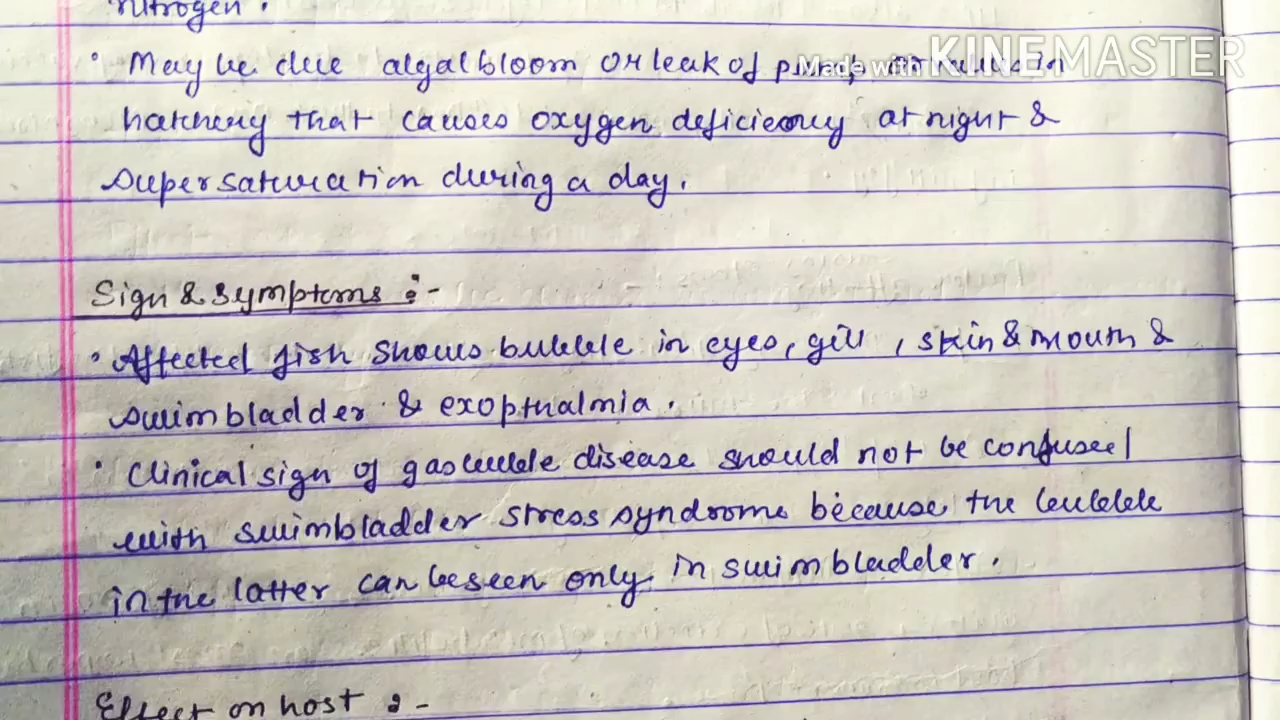 nitrogen.
• May be due algal bloom or leak of pump
Made with KINEMASTER
hatchery that causes oxygen deficiency at night &
supersaturation during a day.
Sign & symptoms :-
• Affected fish shows bubble in eyes, gill, skin & mouth &
swimbladder & exopthalmia.
• Clinical sign of gas bubble disease should not be confused
with swimbladder stress syndrome because the bubble
in the latter can be seen only in swimbladder.
Effect on host :-